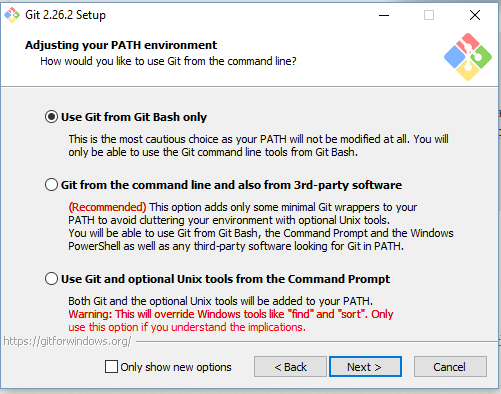 Git 2.26.2 Setup
Adjusting your PATH environment
How would you like to use Git from the command line?
Use Git from Git Bash only
This is the most cautious choice as your PATH will not be modified at all. You will
only be able to use the Git command line tools from Git Bash.
Git from the command line and also from 3rd-party software
(Recommended) This option adds only some minimal Git wrappers to your
PATH to avoid cluttering your environment with optional Unix tools.
You will be able to use Git from Git Bash, the Command Prompt and the Windows
PowerShell as well as any third-party software looking for Git in PATH.
Use Git and optional Unix tools from the Command Prompt
Both Git and the optional Unix tools will be added to your PATH.
Warning: This will override Windows tools like "find" and "sort". Only
use this option if you understand the implications.
https://gitforwindows.org/
Only show new options
< Back
Next >
Cancel